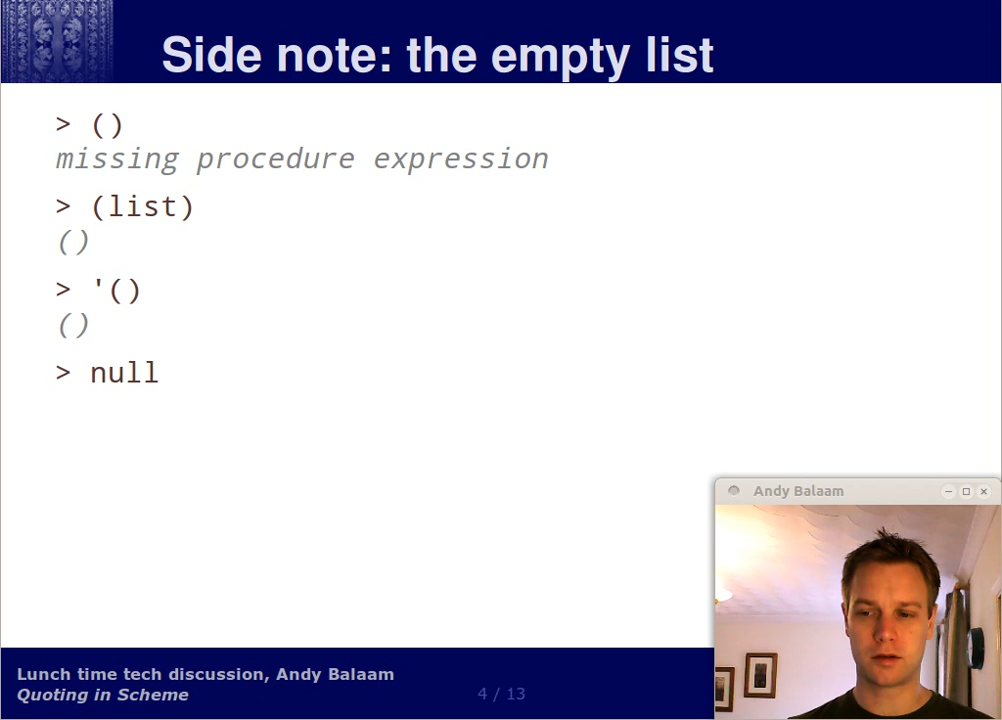 Side note: the empty list
> ()
missing procedure expression
> (list)
()
> '()
()
> null
Andy Balaam
Lunch time tech discussion, Andy Balaam
Quoting in Scheme
4 / 13